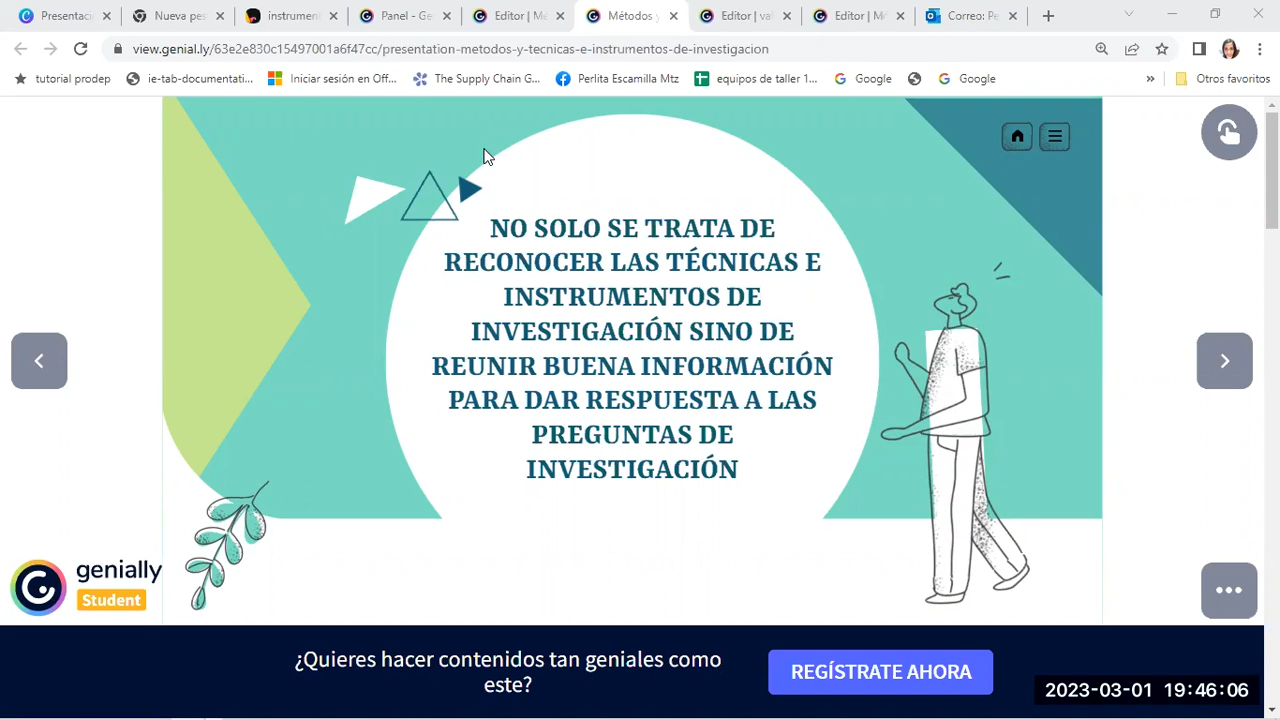 Presentaci
Nueva pes
instrument
Panel - Ge
Editor | Mé
Métodos y
Editor | val
Editor | Mé
Correo: Pe
view.genial.ly/63e2e830c15497001a6f47cc/presentation-metodos-y-tecnicas-e-instrumentos-de-investigacion
tutorial prodep
ie-tab-documentati...
Iniciar sesión en Off...
The Supply Chain G...
Perlita Escamilla Mtz
equipos de taller 1...
Google
Google
»
Otros favoritos
NO SOLO SE TRATA DE
RECONOCER LAS TÉCNICAS E
INSTRUMENTOS DE
INVESTIGACIÓN SINO DE
REUNIR BUENA INFORMACIÓN
PARA DAR RESPUESTA A LAS
PREGUNTAS DE
INVESTIGACIÓN
genially
Student
¿Quieres hacer contenidos tan geniales como
este?
REGÍSTRATE AHORA
2023-03-01 19:46:06